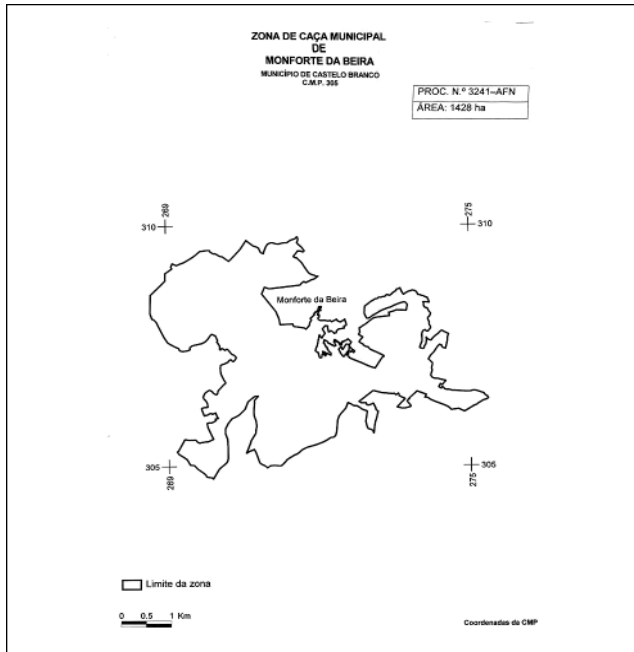 ZONA DE CAÇA MUNICIPAL
DE
MONFORTE DA BEIRA
MUNICÍPIO DE CASTELO BRANCO
C.M.P. 305
PROC. N.º 3241–AFN
ÁREA: 1428 ha
269
275
310
310
Monforte da Beira
305
305
269
275
Limite da zona
0 0.5 1 Km
Coordenadas da CMP